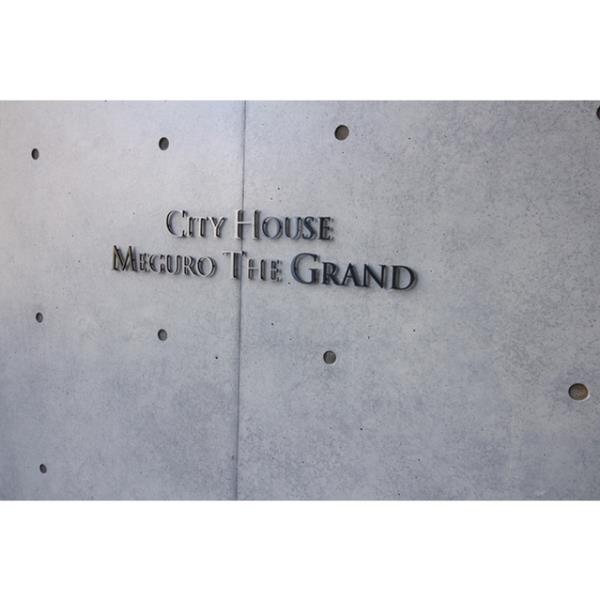 City House
Meguro The Grand